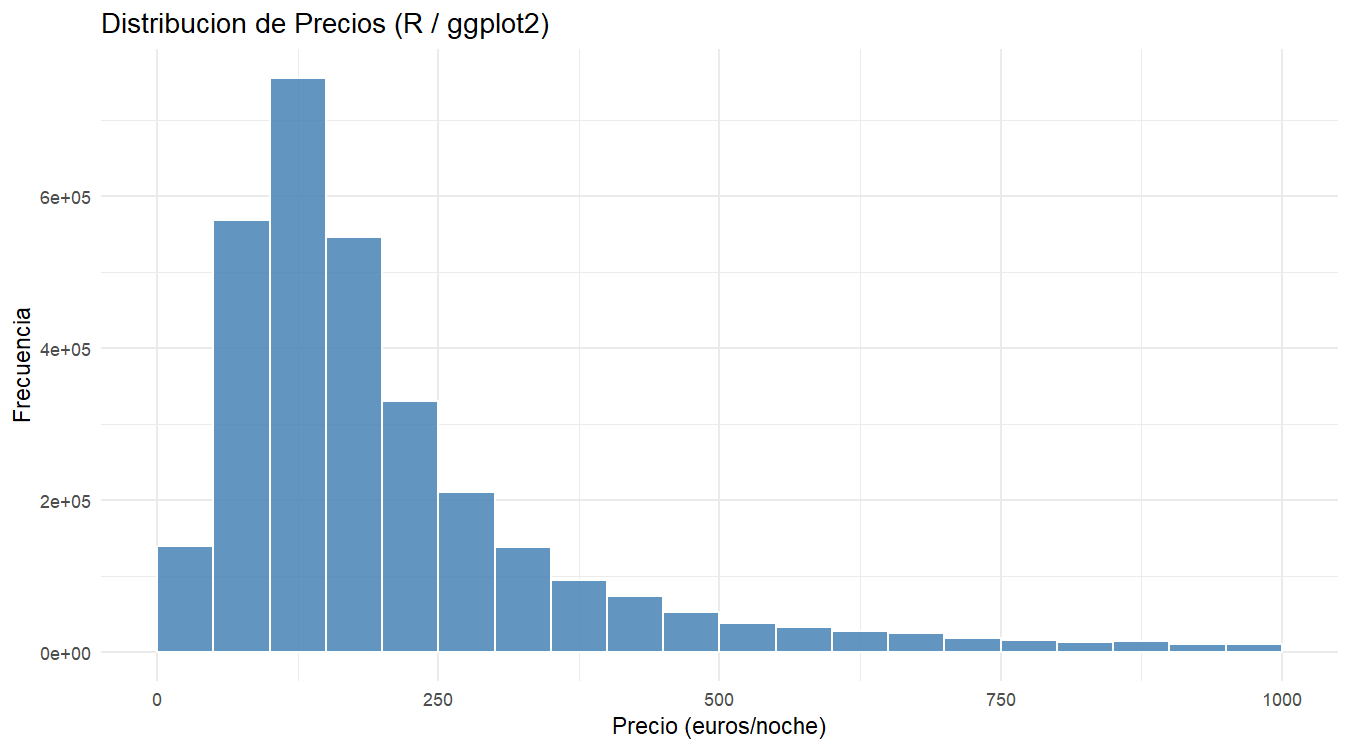 Distribucion de Precios (R / ggplot2)
Frecuencia
6e+05
4e+05
2e+05
0e+00
0 250 500 750 1000
Precio (euros/noche)